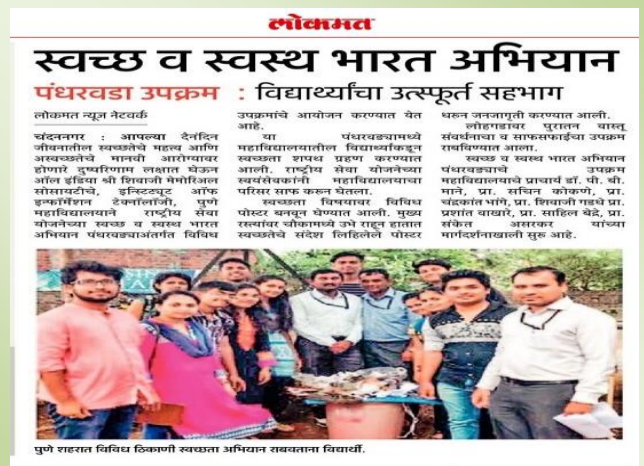 लोकमत
स्वच्छ व स्वस्थ भारत अभियान
पंधरवडा उपक्रम : विद्यार्थ्यांचा उत्स्फूर्त सहभाग
लोकमत न्यूज नेटवर्क
चंदननगर : आपल्या दैनंदिन
जीवनातील स्वच्छतेचे महत्त्व आणि
अस्वच्छतेचे मानवी आरोग्यावर
होणारे दुष्परिणाम लक्षात घेऊन
ऑल इंडिया श्री शिवाजी मेमोरिअल
सोसायटीचे, इन्स्टिट्यूट ऑफ
इन्फॉर्मेशन टेक्नॉलॉजी, पुणे
महाविद्यालयाने राष्ट्रीय सेवा
योजनेच्या स्वच्छ व स्वस्थ भारत
अभियान पंधरवड्याअंतर्गत विविध
उपक्रमांचे आयोजन करण्यात येत
आहे.
या पंधरवड्यामध्ये
महाविद्यालयातील विद्यार्थ्यांकडून
स्वच्छता शपथ ग्रहण करण्यात
आली. राष्ट्रीय सेवा योजनेच्या
स्वयंसेवकांनी महाविद्यालयाचा
परिसर साफ करून घेतला.
स्वच्छता विषयावर विविध
पोस्टर बनवून घेण्यात आली. मुख्य
रस्त्यांवर चौकामध्ये उभे राहून हातात
स्वच्छतेचे संदेश लिहिलेले पोस्टर
धरून जनजागृती करण्यात आली.
लोहगडावर पुरातन वास्तू
संवर्धनाचा व साफसफाईचा उपक्रम
राबविण्यात आला.
स्वच्छ व स्वस्थ भारत अभियान
पंधरवड्याचे उपक्रम
महाविद्यालयाचे प्राचार्य डॉ. पी. बी.
माने, प्रा. सचिन कोकणे, प्रा.
चंद्रकांत भांगे, प्रा. शिवाजी गडधे प्रा.
प्रशांत वाखारे, प्रा. साहिल बेद्रे, प्रा.
संकेत असरकर यांच्या
मार्गदर्शनाखाली सुरू आहे.
पुणे शहरात विविध ठिकाणी स्वच्छता अभियान राबवताना विद्यार्थी.